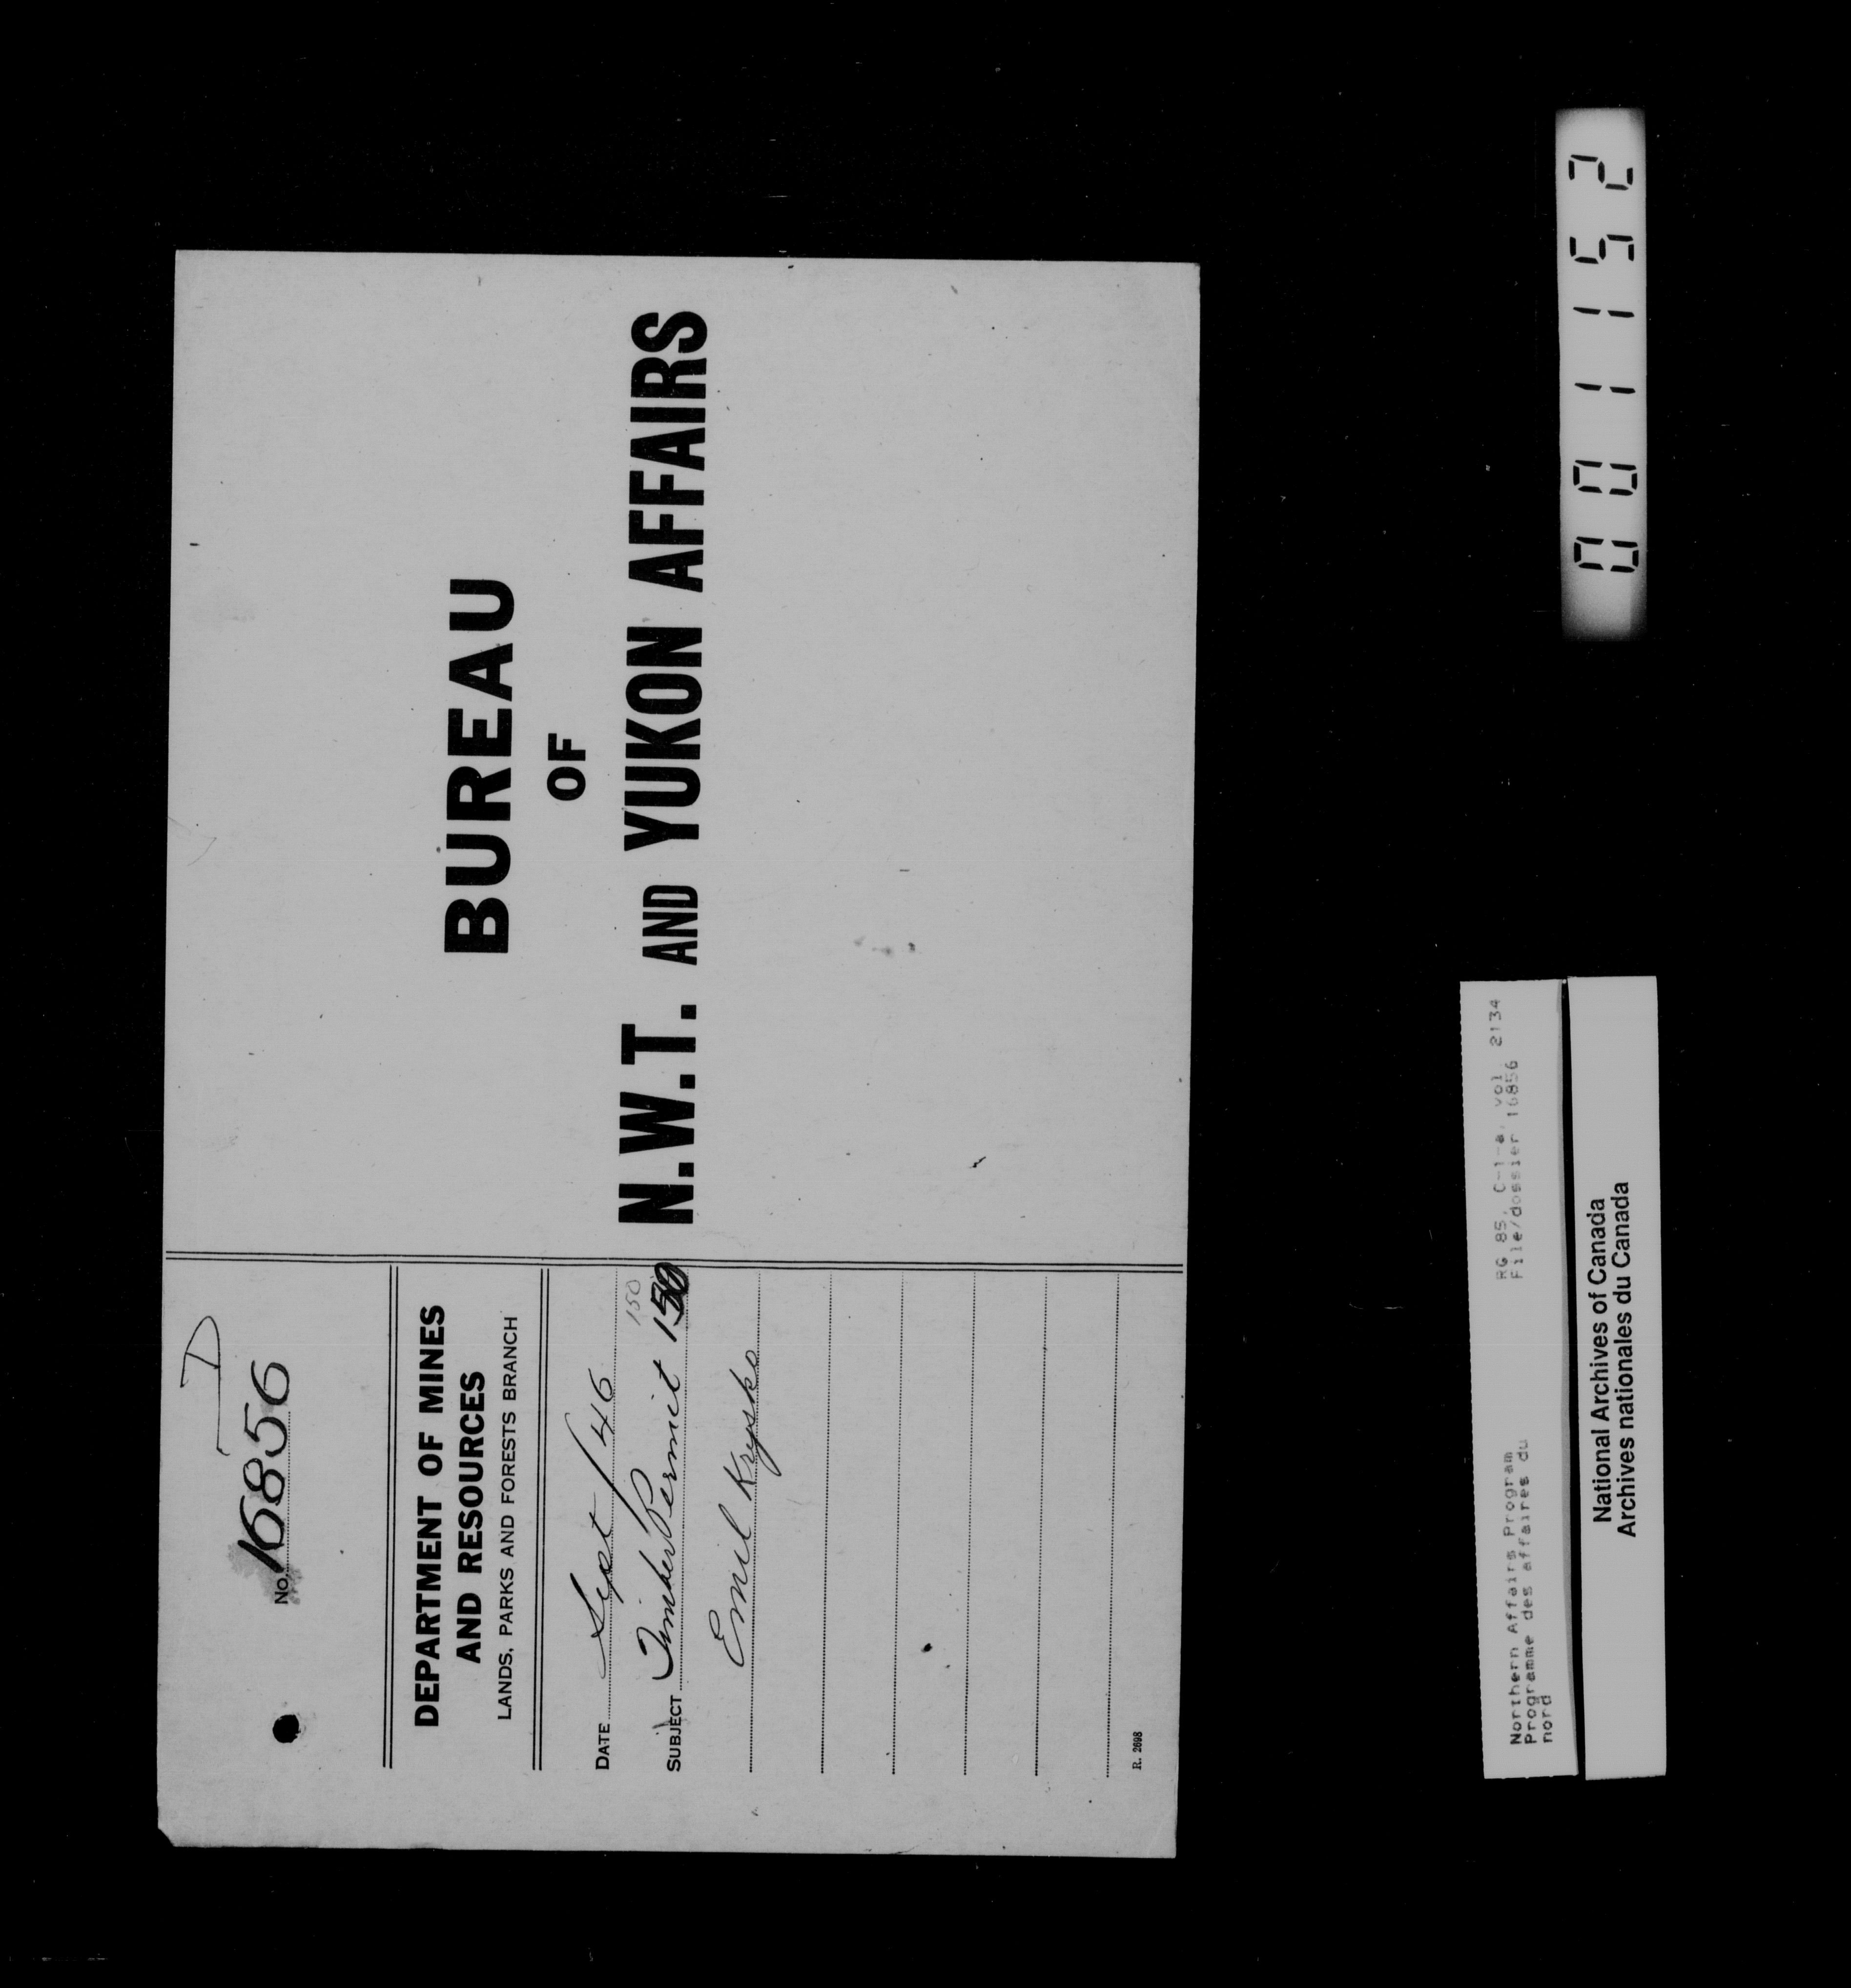 D
No. 16856
DEPARTMENT OF MINES
AND RESOURCES
LANDS, PARKS AND FORESTS BRANCH
DATE Sept / 46
150
SUBJECT Timber Permit 150
Emil Krysko
R. 2698
BUREAU
OF
N.W.T. AND YUKON AFFAIRS
Northern Affairs Program
Programme des affaires du
nord
RG 85, C-1-a, vol. 2134
File/dossier 16856
National Archives of Canada
Archives nationales du Canada
001152